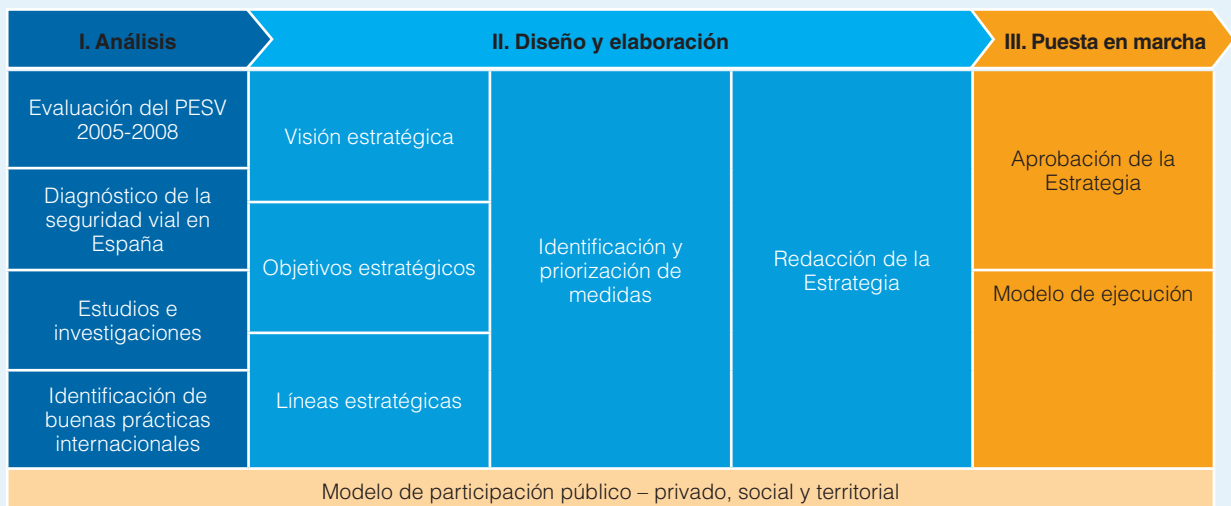 I. Análisis
II. Diseño y elaboración
III. Puesta en marcha
Evaluación del PESV
2005-2008
Diagnóstico de la
seguridad vial en
España
Estudios e
investigaciones
Identificación de
buenas prácticas
internacionales
Visión estratégica
Objetivos estratégicos
Líneas estratégicas
Identificación y
priorización de
medidas
Redacción de la
Estrategia
Aprobación de la
Estrategia
Modelo de ejecución
Modelo de participación público – privado, social y territorial